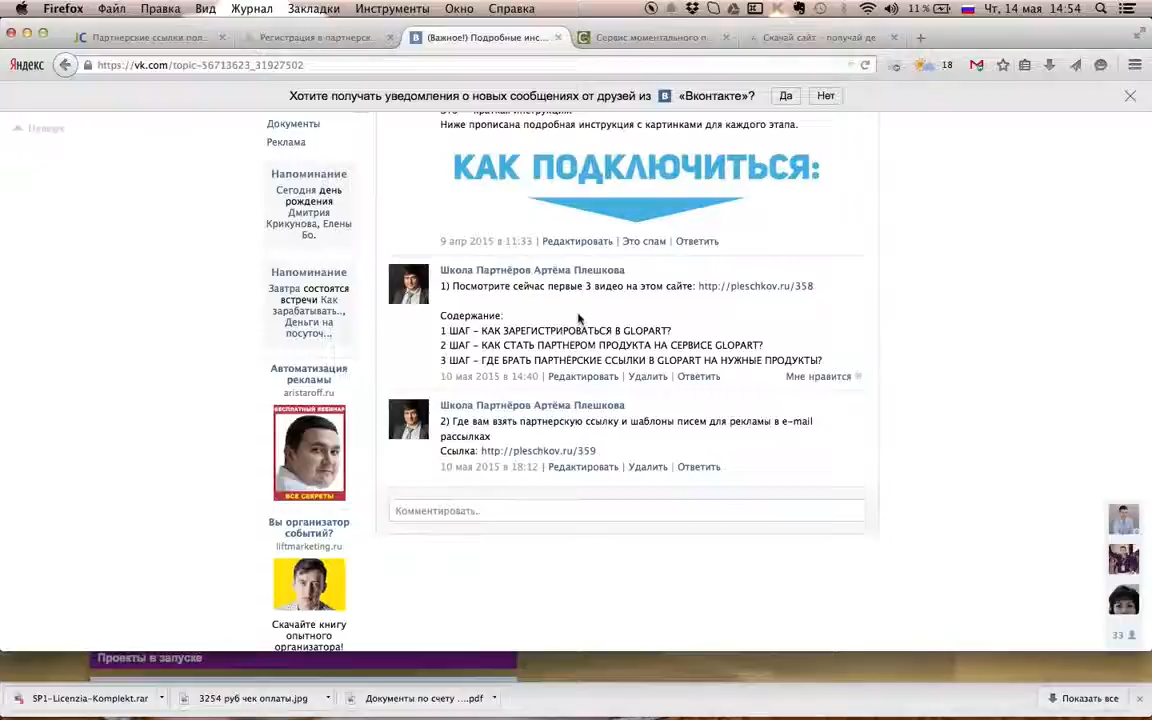 Firefox Файл Правка Вид Журнал Закладки Инструменты Окно Справка 11% Чт, 14 мая 14:54
Партнерские ссылки пол... Регистрация в партнерск... (Важное!) Подробные инс... Сервис моментального п... Скачай сайт - получай де
Яндекс https://vk.com/topic-56713623_31927502 18
Хотите получать уведомления о новых сообщениях от друзей из В «Вконтакте»? Да Нет
Наверх
Документы
Реклама
Напоминание
Сегодня день
рождения
Дмитрия
Крикунова, Елены
Бо.
Напоминание
Завтра состоятся
встречи Как
зарабатывать..,
Деньги на
посуточ...
Автоматизация
рекламы
aristaroff.ru
БЕСПЛАТНЫЙ ВЕБИНАР
ВСЕ СЕКРЕТЫ
Вы организатор
событий?
liftmarketing.ru
Скачайте книгу
опытного
организатора!
Ниже прописана подробная инструкция с картинками для каждого этапа.
КАК ПОДКЛЮЧИТЬСЯ:
9 апр 2015 в 11:33 | Редактировать | Это спам | Ответить
Школа Партнёров Артёма Плешкова
1) Посмотрите сейчас первые 3 видео на этом сайте: http://pleschkov.ru/358
Содержание:
1 ШАГ - КАК ЗАРЕГИСТРИРОВАТЬСЯ В GLOPART?
2 ШАГ - КАК СТАТЬ ПАРТНЕРОМ ПРОДУКТА НА СЕРВИСЕ GLOPART?
3 ШАГ - ГДЕ БРАТЬ ПАРТНЁРСКИЕ ССЫЛКИ В GLOPART НА НУЖНЫЕ ПРОДУКТЫ?
10 мая 2015 в 14:40 | Редактировать | Удалить | Ответить Мне нравится
Школа Партнёров Артёма Плешкова
2) Где вам взять партнерскую ссылку и шаблоны писем для рекламы в e-mail
рассылках
Ссылка: http://pleschkov.ru/359
10 мая 2015 в 18:12 | Редактировать | Удалить | Ответить
Комментировать..
33
Проекты в запуске
SP1-Licenzia-Komplekt.rar 3254 руб чек оплаты.jpg Документы по счету ....pdf Показать все